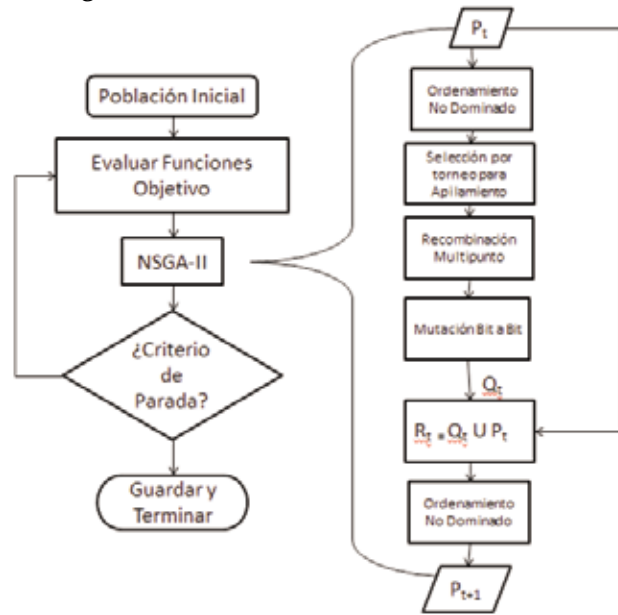 Población Inicial
Evaluar Funciones
Objetivo
NSGA-II
¿Criterio
de
Parada?
Guardar y
Terminar
Pt
Ordenamiento
No Dominado
Selección por
torneo para
Apilamiento
Recombinación
Multipunto
Mutación Bit a Bit
Qt
Rt = Qt U Pt
Ordenamiento
No Dominado
Pt+1